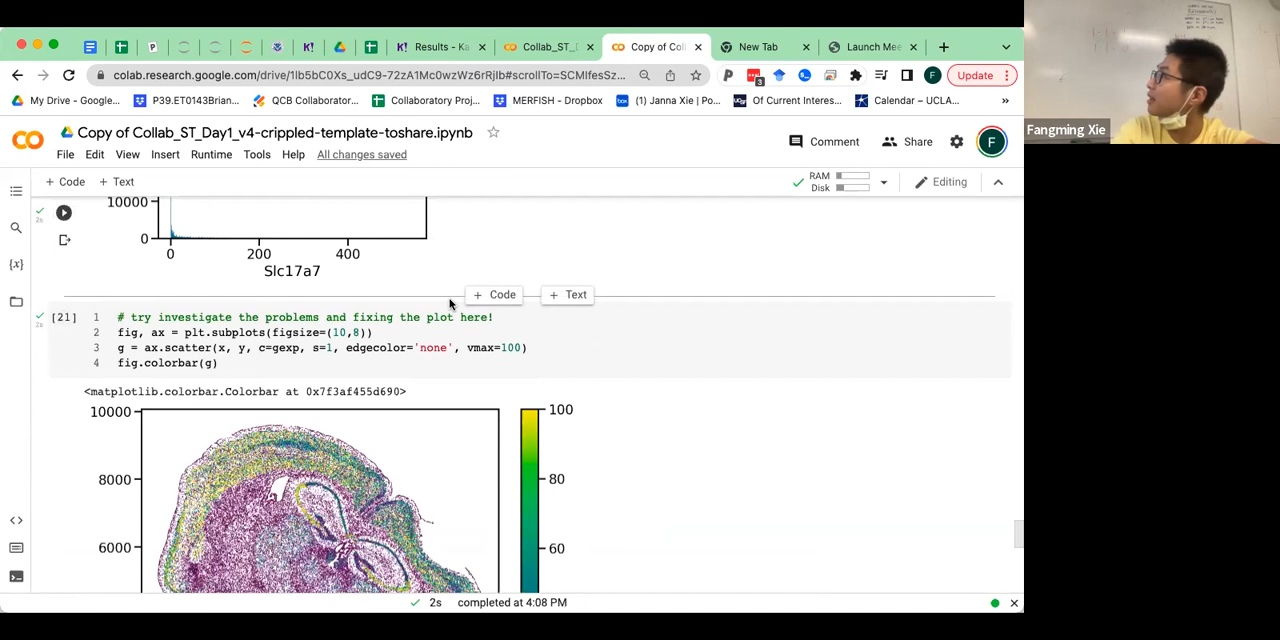 Results - Ka
Collab_ST_
Copy of Col
New Tab
Launch Mee
colab.research.google.com/drive/1Ib5bC0Xs_udC9-72zA1Mc0wzWz6rRjIb#scrollTo=SCMIfesSz...
3
F
Update
My Drive - Google...
P39.ET0143Brian...
QCB Collaborator...
Collaboratory Proj...
MERFISH - Dropbox
(1) Janna Xie | Po...
Of Current Interes...
Calendar – UCLA...
»
Fangming Xie
Copy of Collab_ST_Day1_v4-crippled-template-toshare.ipynb
Comment
Share
F
File Edit View Insert Runtime Tools Help All changes saved
+ Code + Text
RAM
Disk
Editing
10000
0
2s
0 200 400
Slc17a7
+ Code + Text
[21] 1 # try investigate the problems and fixing the plot here!
2s
2 fig, ax = plt.subplots(figsize=(10,8))
3 g = ax.scatter(x, y, c=gexp, s=1, edgecolor='none', vmax=100)
4 fig.colorbar(g)
<matplotlib.colorbar.Colorbar at 0x7f3af455d690>
10000
100
8000
80
6000
60
2s completed at 4:08 PM